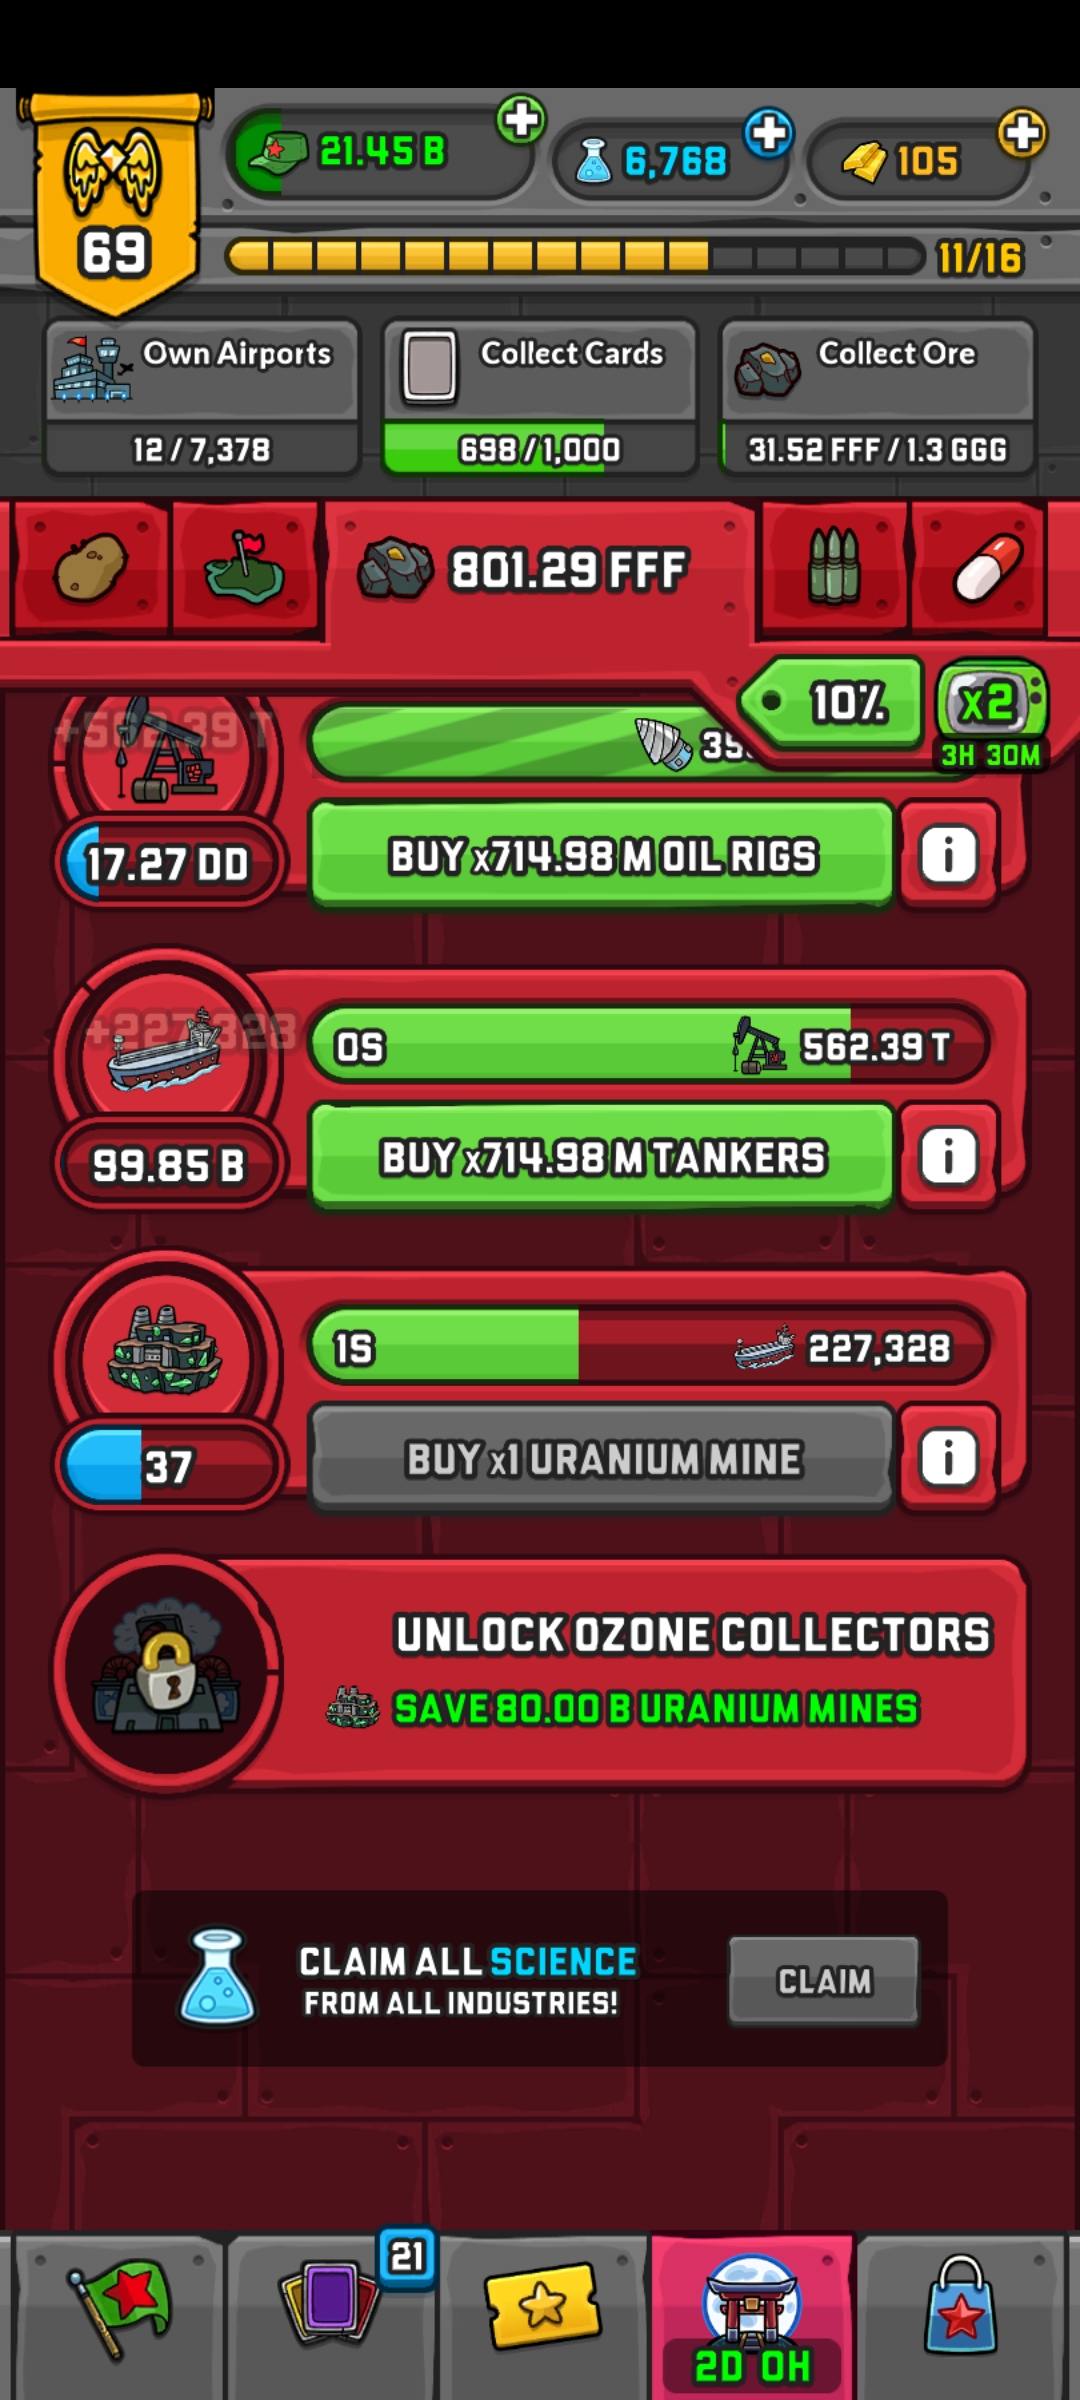 21.45 B
6,768
105
69
11/16
Own Airports
Collect Cards
Collect Ore
12 / 7,378
698 / 1,000
31.52 FFF / 1.3 GGG
801.29 FFF
10%
x2
3H 30M
+562.39 T
17.27 DD
BUY x714.98 M OIL RIGS
i
+227,328
0S
562.39 T
99.85 B
BUY x714.98 M TANKERS
i
1S
227,328
37
BUY x1 URANIUM MINE
i
UNLOCK OZONE COLLECTORS
SAVE 80.00 B URANIUM MINES
CLAIM ALL SCIENCE
FROM ALL INDUSTRIES!
CLAIM
21
2D 0H